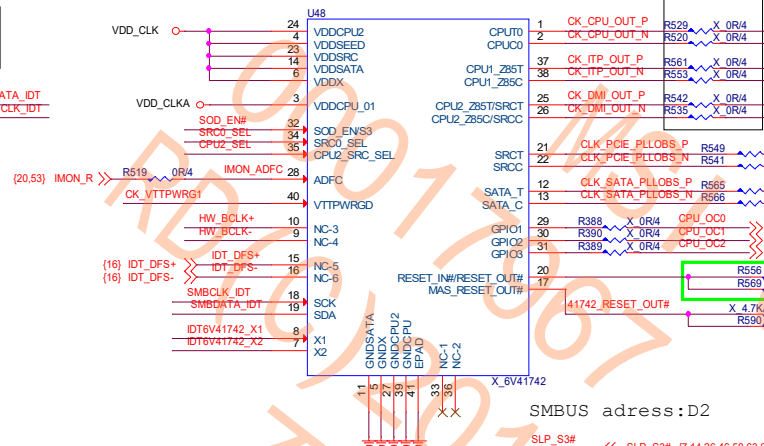 U48
VDD_CLK
24 VDDCPU2 CPUT0 1 CK_CPU_OUT_P R529 X_0R/4
4 VDDSEED CPUC0 2 CK_CPU_OUT_N R520 X_0R/4
23 VDDSRC
14 VDDSATA CPU1_Z85T 37 CK_ITP_OUT_P R561 X_0R/4
6 VDDX CPU1_Z85C 38 CK_ITP_OUT_N R553 X_0R/4
ATA_IDT
CLK_IDT
VDD_CLKA 3 VDDCPU_01 CPU2_Z85T/SRCT 25 CK_DMI_OUT_P R542 X_0R/4
CPU2_Z85C/SRCC 26 CK_DMI_OUT_N R535 X_0R/4
SOD_EN# 32 SOD_EN/S3
SRC0_SEL 34 SRC0_SEL
CPU2_SEL 35 CPU2_SRC_SEL
SRCT 21 CLK_PCIE_PLLOBS_P R549
SRCC 22 CLK_PCIE_PLLOBS_N R541
{20,53} IMON_R R519 0R/4 IMON_ADFC 28 ADFC
SATA_T 12 CLK_SATA_PLLOBS_P R565
SATA_C 13 CLK_SATA_PLLOBS_N R566
CK_VTTPWRG1 40 VTTPWRGD
HW_BCLK+ 10 NC-3 GPIO1 29 R388 X_0R/4 CPU_OC0
HW_BCLK- 9 NC-4 GPIO2 30 R390 X_0R/4 CPU_OC1
GPIO3 31 R389 X_0R/4 CPU_OC2
{16} IDT_DFS+ IDT_DFS+ 15 NC-5
{16} IDT_DFS- IDT_DFS- 16 NC-6
RESET_IN#/RESET_OUT# 20 R556
MAS_RESET_OUT# 17 R569
SMBCLK_IDT 18 SCK
SMBDATA_IDT 19 SDA
41742_RESET_OUT# X_4.7K
R590
IDT6V41742_X1 8 X1
IDT6V41742_X2 7 X2
GNDSATA GNDX GNDCPU2 GNDCPU EPAD NC-1 NC-2
11 5 27 39 41 33 36
X_6V41742
SMBUS adress:D2
SLP_S3#
MSI
00017367
RD(C)201